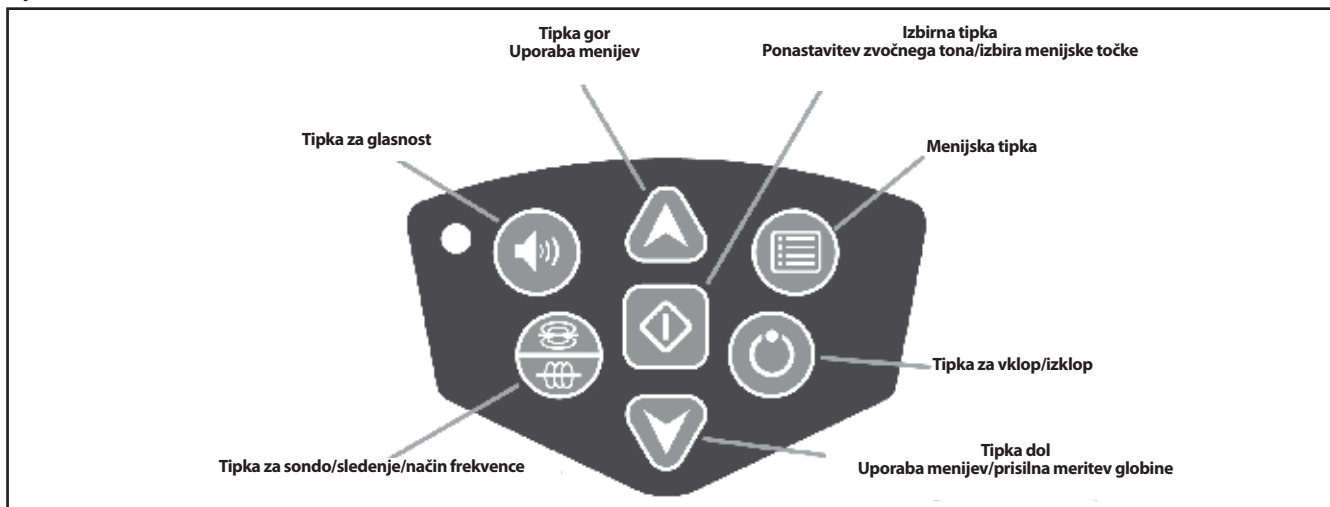 Tipka gor
Uporaba menijev
Izbirna tipka
Ponastavitev zvočnega tona/izbira menijske točke
Tipka za glasnost
Menijska tipka
Tipka za vklop/izklop
Tipka za sondo/sledenje/način frekvence
Tipka dol
Uporaba menijev/prisilna meritev globine